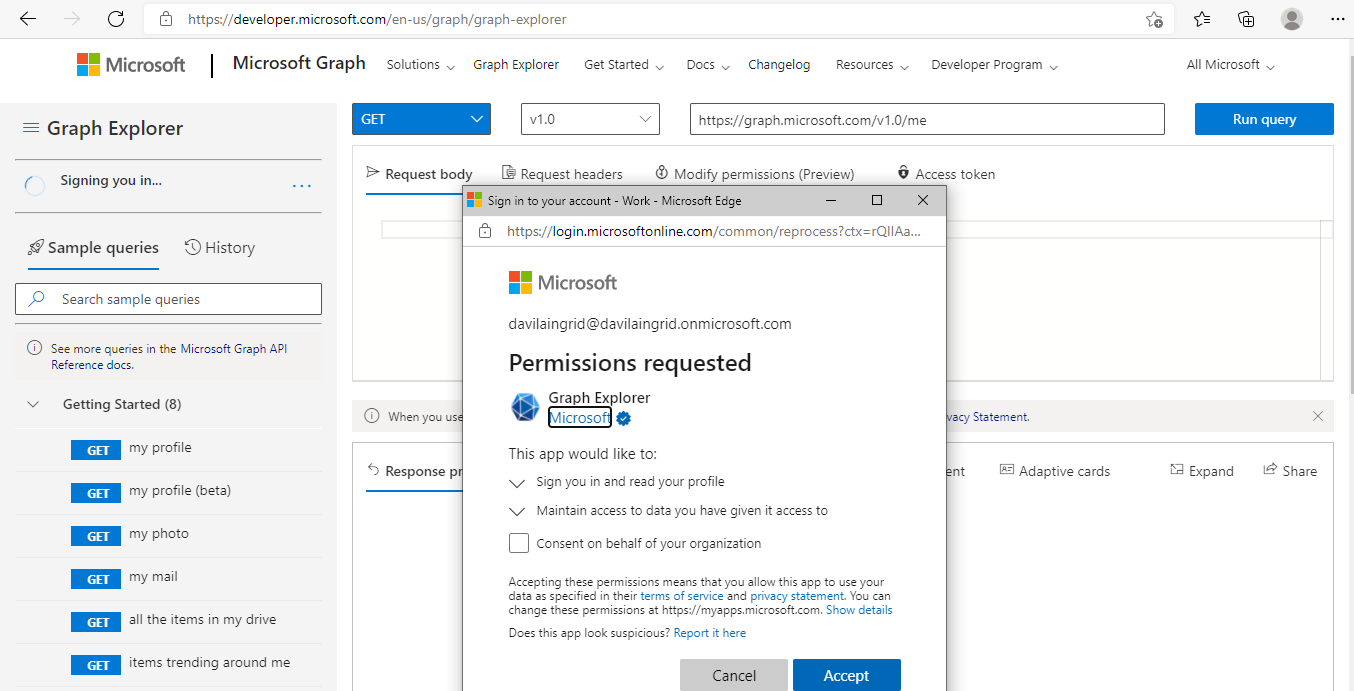 https://developer.microsoft.com/en-us/graph/graph-explorer
Microsoft
Microsoft Graph
Solutions
Graph Explorer
Get Started
Docs
Changelog
Resources
Developer Program
All Microsoft
Graph Explorer
GET
v1.0
https://graph.microsoft.com/v1.0/me
Run query
Signing you in...
Request body
Request headers
Modify permissions (Preview)
Access token
Sample queries
History
Search sample queries
See more queries in the Microsoft Graph API
Reference docs.
Getting Started (8)
GET my profile
GET my profile (beta)
GET my photo
GET my mail
GET all the items in my drive
GET items trending around me
When you use
vacy Statement.
Response pr
ent
Adaptive cards
Expand
Share
Sign in to your account - Work - Microsoft Edge
https://login.microsoftonline.com/common/reprocess?ctx=rQIIAa...
Microsoft
davilaingrid@davilaingrid.onmicrosoft.com
Permissions requested
Graph Explorer
Microsoft
This app would like to:
Sign you in and read your profile
Maintain access to data you have given it access to
Consent on behalf of your organization
Accepting these permissions means that you allow this app to use your
data as specified in their terms of service and privacy statement. You can
change these permissions at https://myapps.microsoft.com. Show details
Does this app look suspicious? Report it here
Cancel
Accept